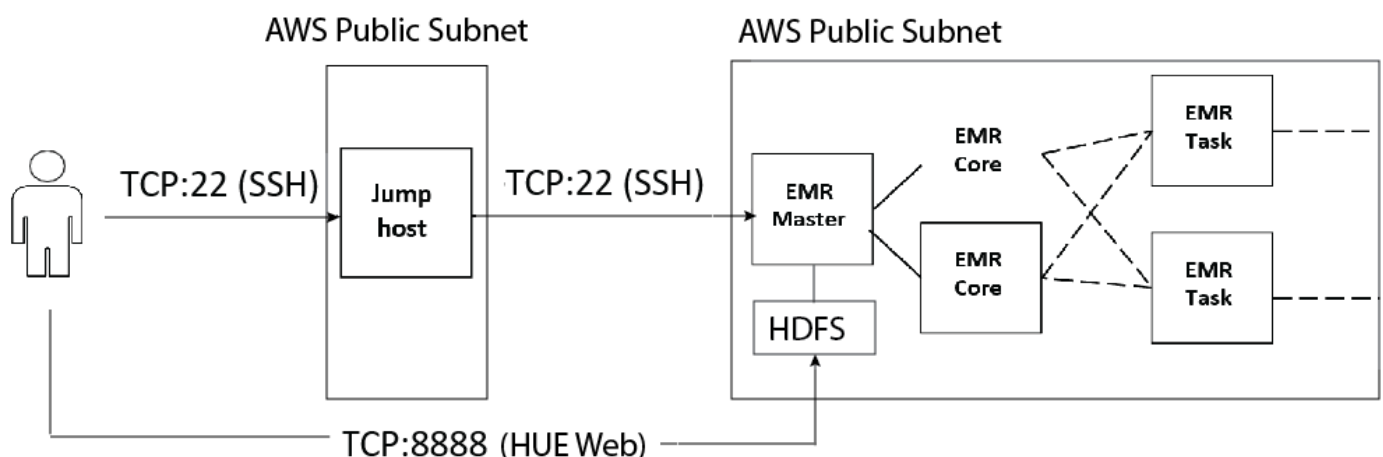 AWS Public Subnet
AWS Public Subnet
TCP:22 (SSH)
Jump
host
TCP:22 (SSH)
EMR
Master
EMR
Core
EMR
Core
EMR
Task
EMR
Task
HDFS
TCP:8888 (HUE Web)